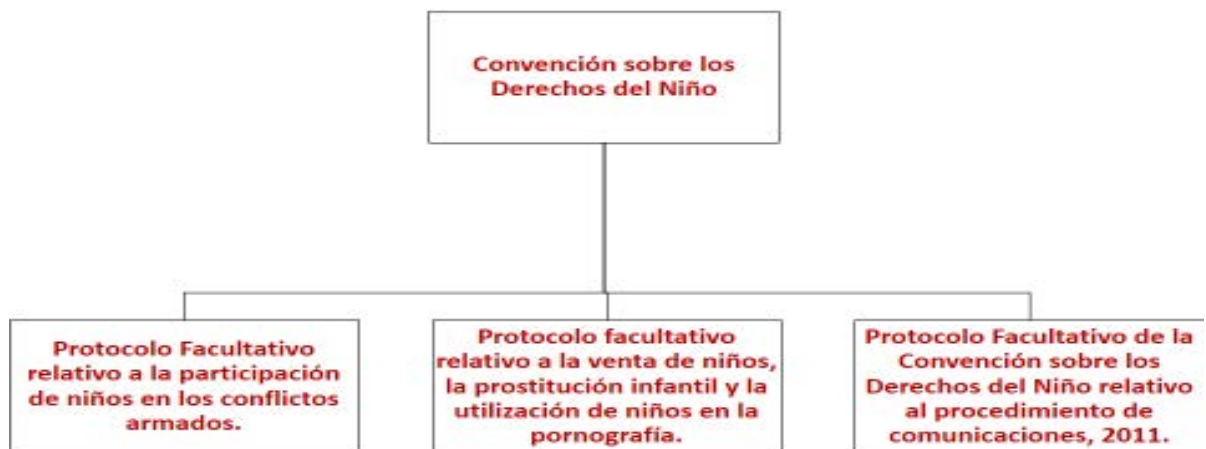 Convención sobre los
Derechos del Niño
Protocolo Facultativo
relativo a la participación
de niños en los conflictos
armados.
Protocolo facultativo
relativo a la venta de niños,
la prostitución infantil y la
utilización de niños en la
pornografía.
Protocolo Facultativo de la
Convención sobre los
Derechos del Niño relativo
al procedimiento de
comunicaciones, 2011.